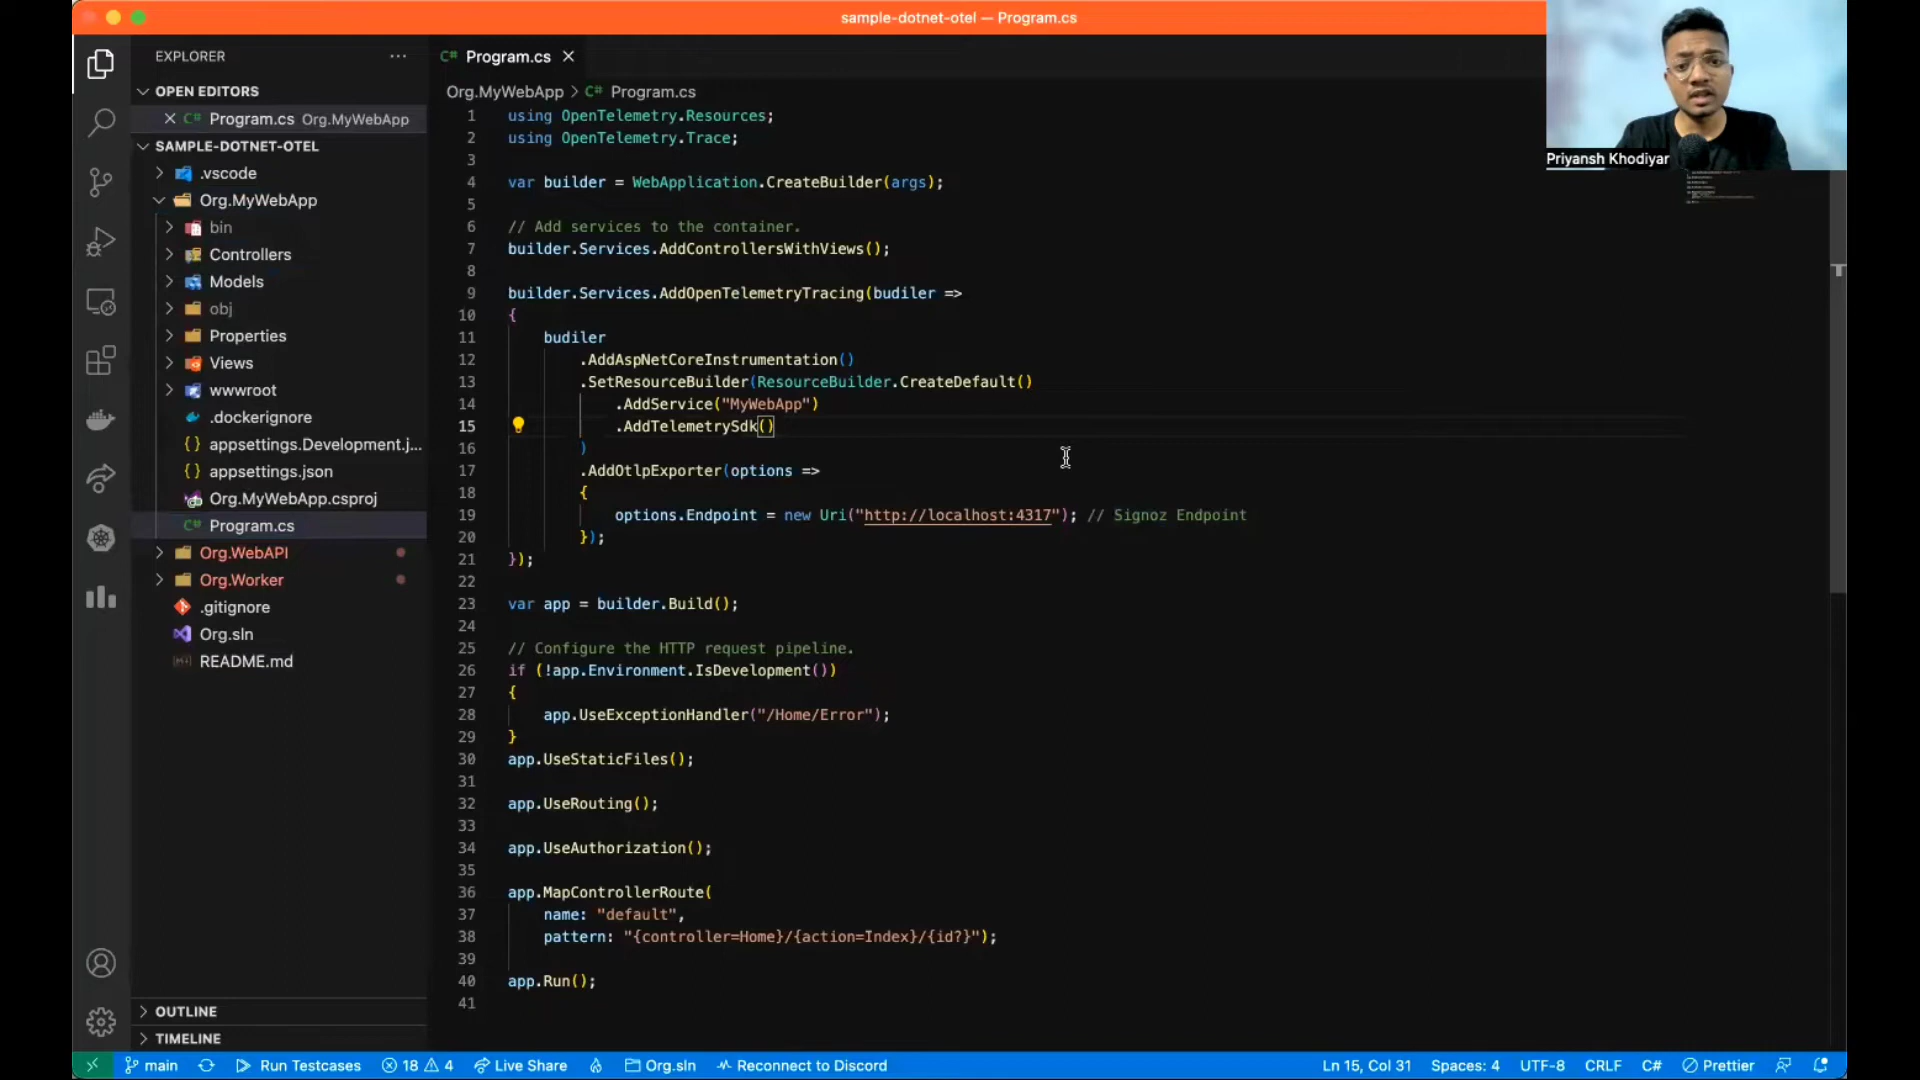 sample-dotnet-otel — Program.cs
EXPLORER
OPEN EDITORS
Program.cs Org.MyWebApp
SAMPLE-DOTNET-OTEL
.vscode
Org.MyWebApp
bin
Controllers
Models
obj
Properties
Views
wwwroot
.dockerignore
appsettings.Development.j...
appsettings.json
Org.MyWebApp.csproj
Program.cs
Org.WebAPI
Org.Worker
.gitignore
Org.sln
README.md
OUTLINE
TIMELINE
C# Program.cs
Org.MyWebApp > C# Program.cs
1 using OpenTelemetry.Resources;
2 using OpenTelemetry.Trace;
3
4 var builder = WebApplication.CreateBuilder(args);
5
6 // Add services to the container.
7 builder.Services.AddControllersWithViews();
8
9 builder.Services.AddOpenTelemetryTracing(budiler =>
10 {
11 budiler
12 .AddAspNetCoreInstrumentation()
13 .SetResourceBuilder(ResourceBuilder.CreateDefault()
14 .AddService("MyWebApp")
15 .AddTelemetrySdk()
16 )
17 .AddOtlpExporter(options =>
18 {
19 options.Endpoint = new Uri("http://localhost:4317"); // Signoz Endpoint
20 });
21 });
22
23 var app = builder.Build();
24
25 // Configure the HTTP request pipeline.
26 if (!app.Environment.IsDevelopment())
27 {
28 app.UseExceptionHandler("/Home/Error");
29 }
30 app.UseStaticFiles();
31
32 app.UseRouting();
33
34 app.UseAuthorization();
35
36 app.MapControllerRoute(
37 name: "default",
38 pattern: "{controller=Home}/{action=Index}/{id?}");
39
40 app.Run();
41
Priyansh Khodiyar
main Run Testcases 18 4 Live Share Org.sln Reconnect to Discord Ln 15, Col 31 Spaces: 4 UTF-8 CRLF C# Prettier